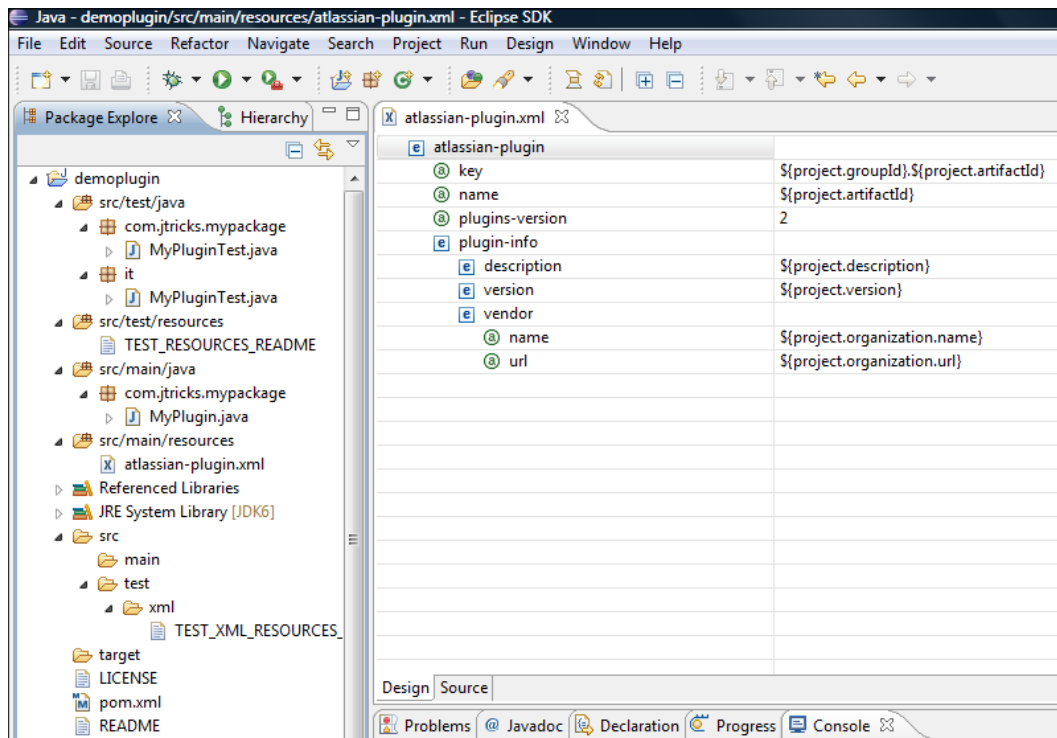 Java - demoplugin/src/main/resources/atlassian-plugin.xml - Eclipse SDK
File Edit Source Refactor Navigate Search Project Run Design Window Help
Package Explore Hierarchy
demoplugin
src/test/java
com.jtricks.mypackage
MyPluginTest.java
it
MyPluginTest.java
src/test/resources
TEST_RESOURCES_README
src/main/java
com.jtricks.mypackage
MyPlugin.java
src/main/resources
atlassian-plugin.xml
Referenced Libraries
JRE System Library [JDK6]
src
main
test
xml
TEST_XML_RESOURCES_
target
LICENSE
pom.xml
README
atlassian-plugin.xml
atlassian-plugin
key ${project.groupId}.${project.artifactId}
name ${project.artifactId}
plugins-version 2
plugin-info
description ${project.description}
version ${project.version}
vendor
name ${project.organization.name}
url ${project.organization.url}
Design Source
Problems Javadoc Declaration Progress Console